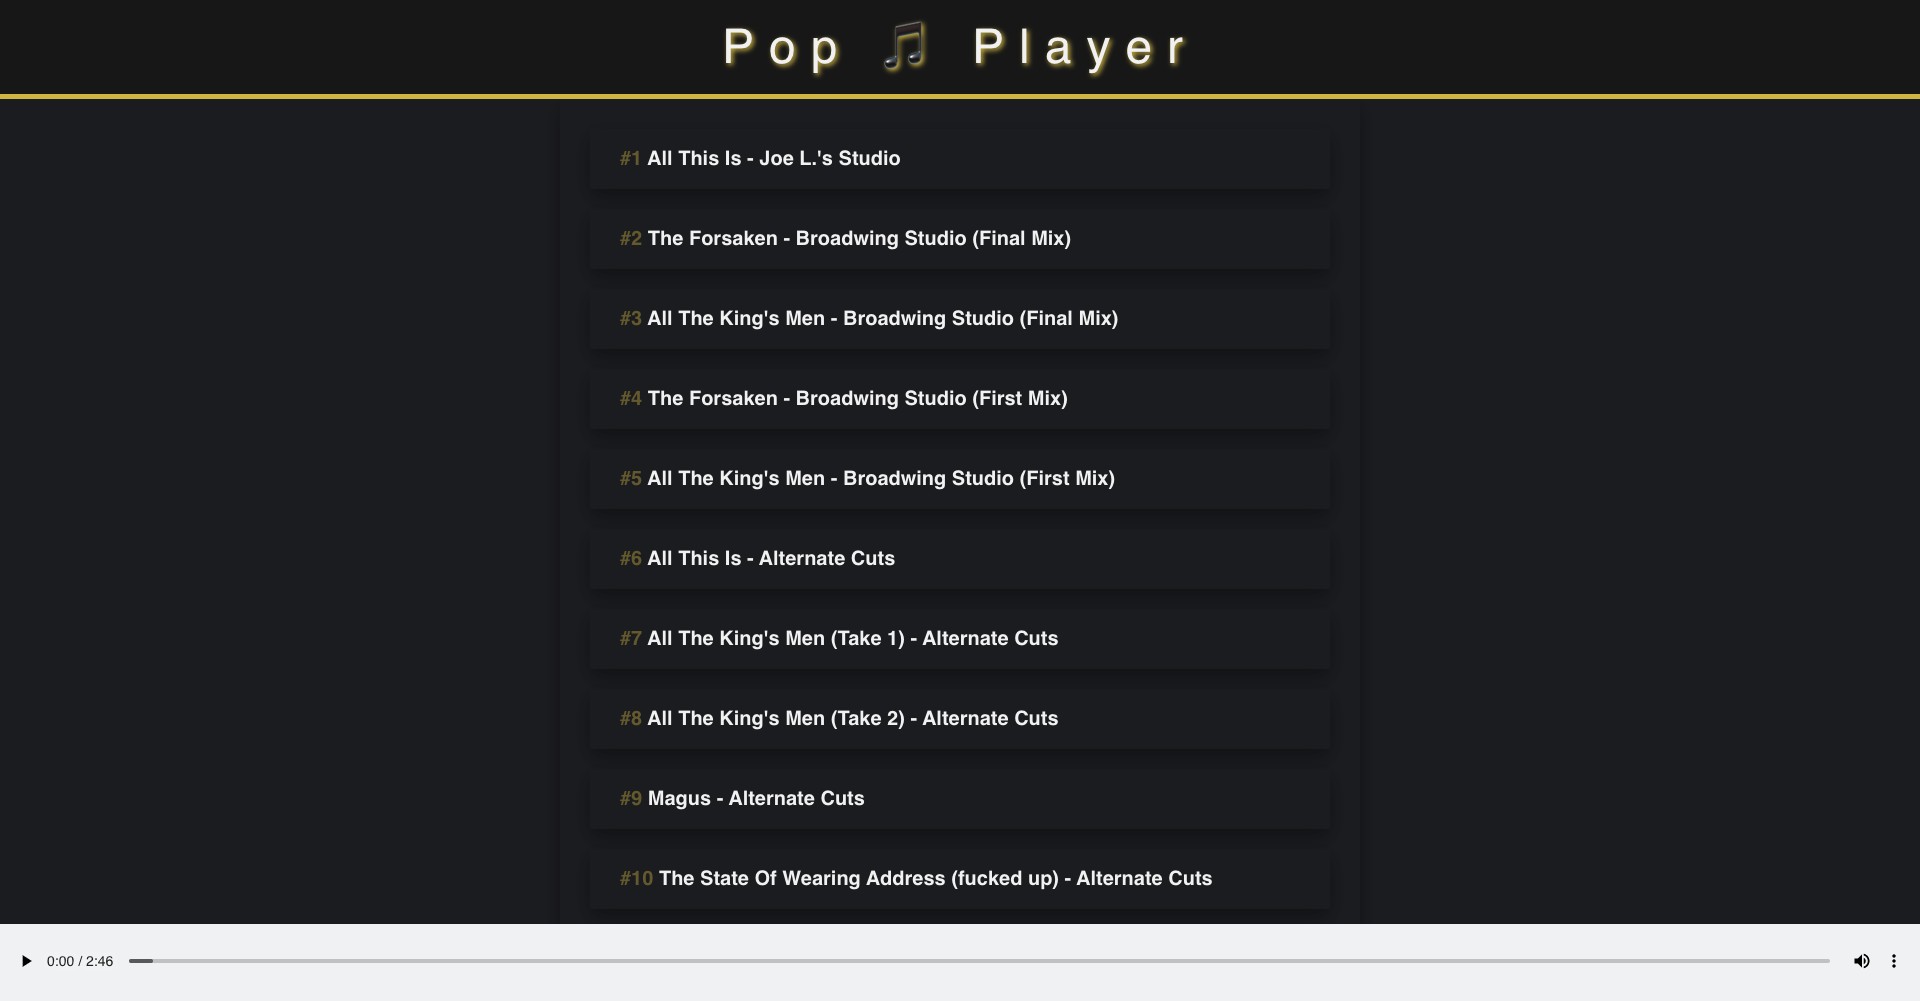 Pop 🎵 Player
#1 All This Is - Joe L.'s Studio
#2 The Forsaken - Broadwing Studio (Final Mix)
#3 All The King's Men - Broadwing Studio (Final Mix)
#4 The Forsaken - Broadwing Studio (First Mix)
#5 All The King's Men - Broadwing Studio (First Mix)
#6 All This Is - Alternate Cuts
#7 All The King's Men (Take 1) - Alternate Cuts
#8 All The King's Men (Take 2) - Alternate Cuts
#9 Magus - Alternate Cuts
#10 The State Of Wearing Address (fucked up) - Alternate Cuts
0:00 / 2:46